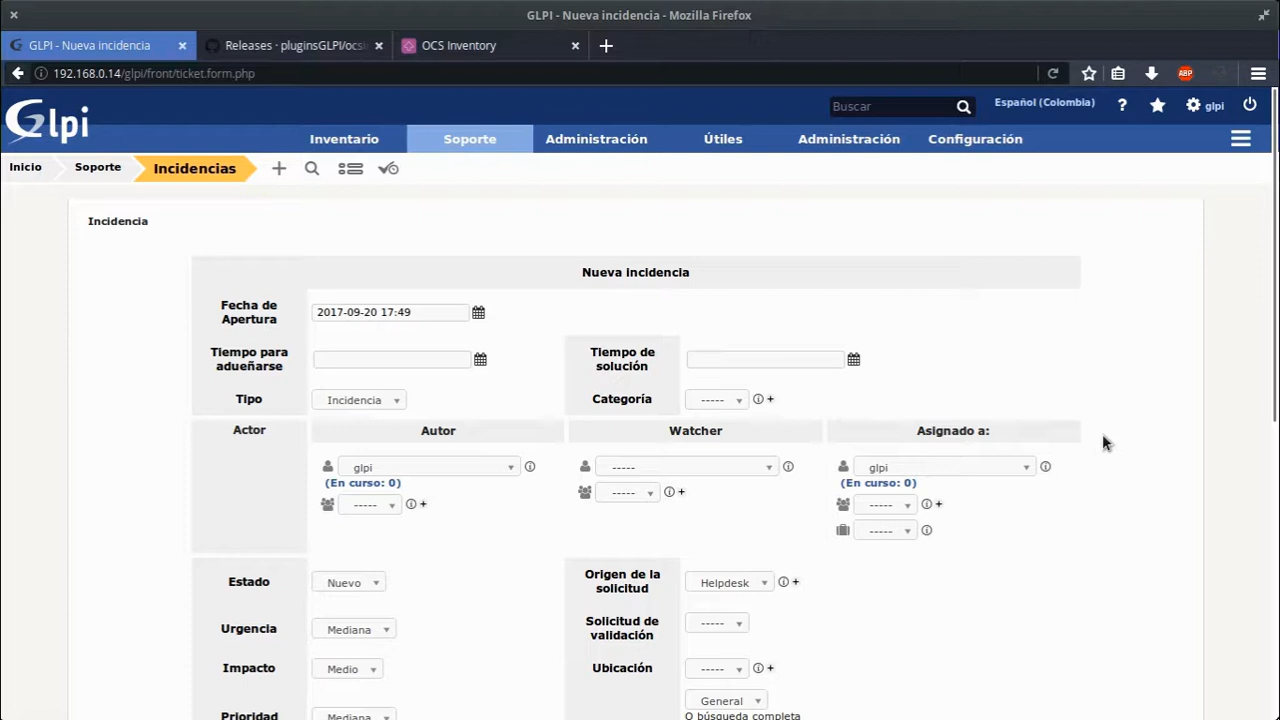 GLPI - Nueva incidencia - Mozilla Firefox
GLPI - Nueva incidencia
Releases · pluginsGLPI/ocsi
OCS Inventory
192.168.0.14/glpi/front/ticket.form.php
ABP
Glpi
Buscar
Español (Colombia)
?
glpi
Inventario
Soporte
Administración
Útiles
Administración
Configuración
Inicio
Soporte
Incidencias
Incidencia
Nueva incidencia
Fecha de
Apertura
2017-09-20 17:49
Tiempo para
adueñarse
Tiempo de
solución
Tipo
Incidencia
Categoría
-----
Actor
Autor
Watcher
Asignado a:
glpi
-----
glpi
(En curso: 0)
(En curso: 0)
-----
-----
-----
-----
Estado
Nuevo
Origen de la
solicitud
Helpdesk
Urgencia
Mediana
Solicitud de
validación
-----
Impacto
Medio
Ubicación
-----
General
Prioridad
Mediana
O búsqueda completa